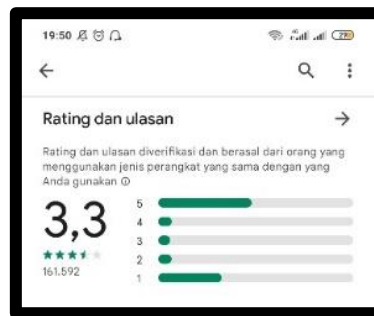 19:50
Rating dan ulasan
Rating dan ulasan diverifikasi dan berasal dari orang yang
menggunakan jenis perangkat yang sama dengan yang
Anda gunakan
3,3
161.592
5
4
3
2
1